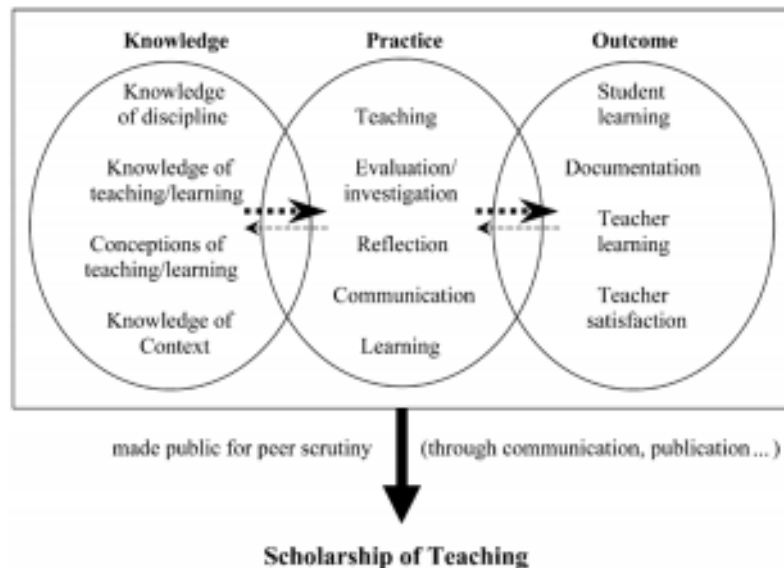 Knowledge
Practice
Outcome
Knowledge
of discipline
Knowledge of
teaching/learning
Conceptions of
teaching/learning
Knowledge of
Context
Teaching
Evaluation/
investigation
Reflection
Communication
Learning
Student
learning
Documentation
Teacher
learning
Teacher
satisfaction
made public for peer scrutiny
(through communication, publication ... )
Scholarship of Teaching